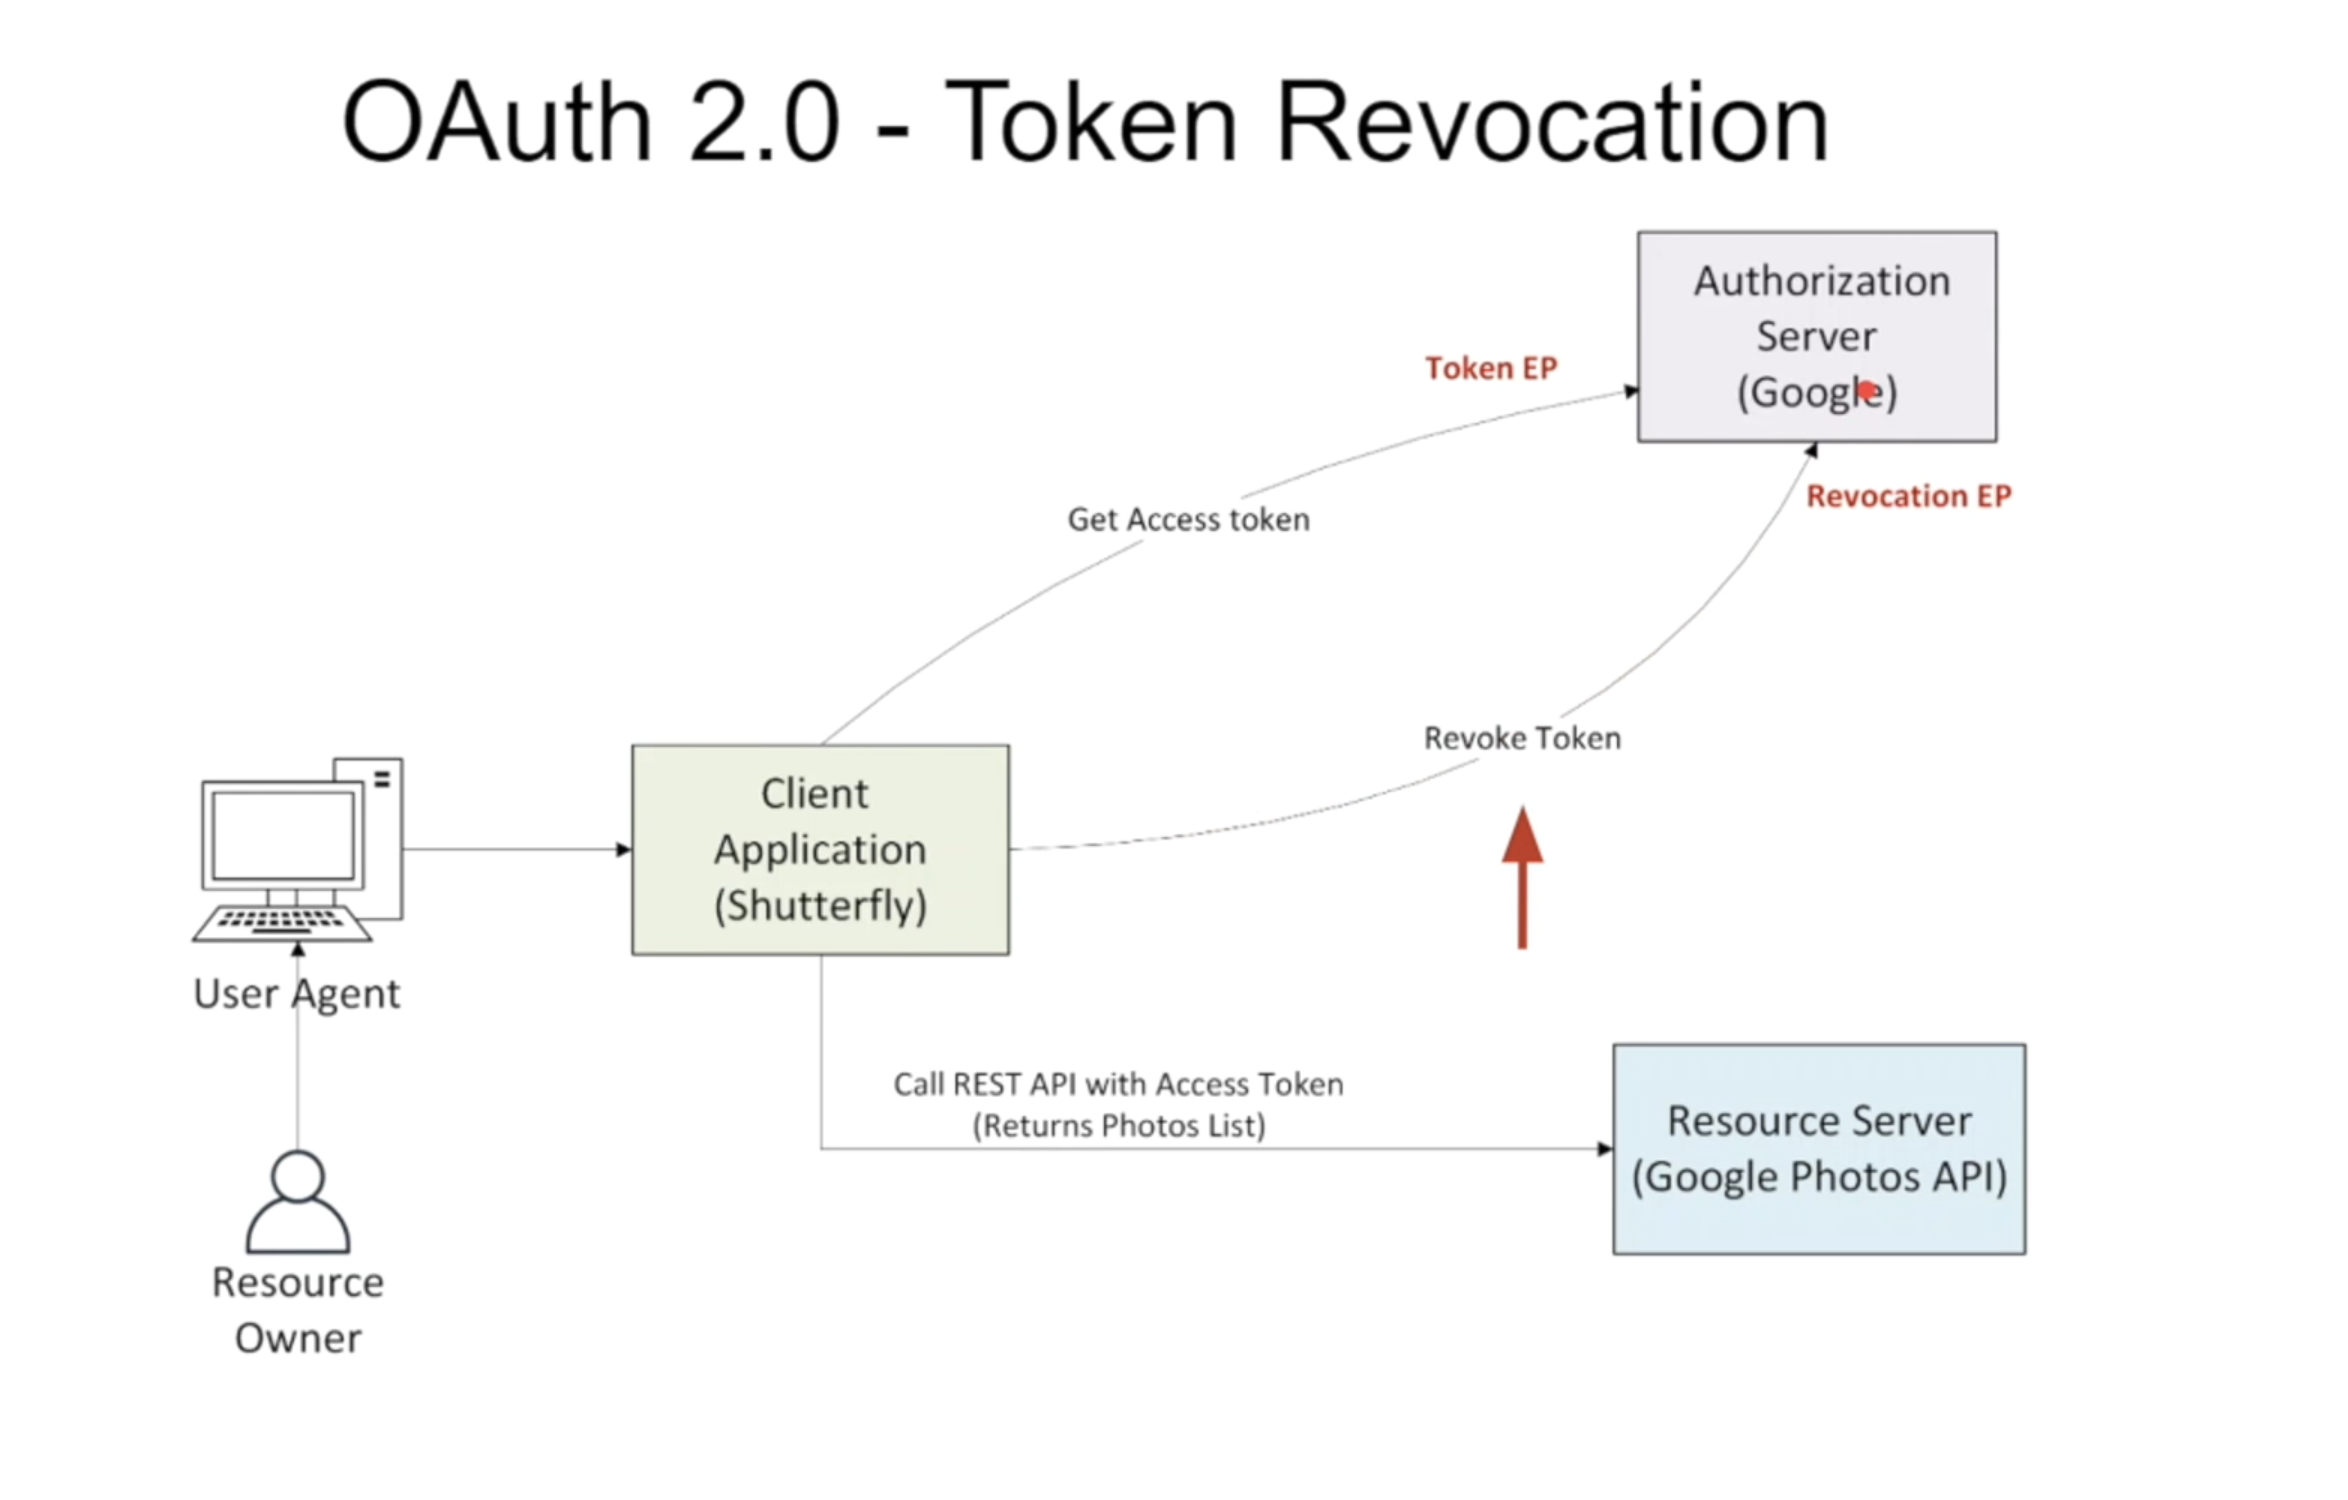 OAuth 2.0 - Token Revocation
Authorization
Server
(Google)
Token EP
Revocation EP
Get Access token
Revoke Token
Client
Application
(Shutterfly)
User Agent
Call REST API with Access Token
(Returns Photos List)
Resource Server
(Google Photos API)
Resource
Owner